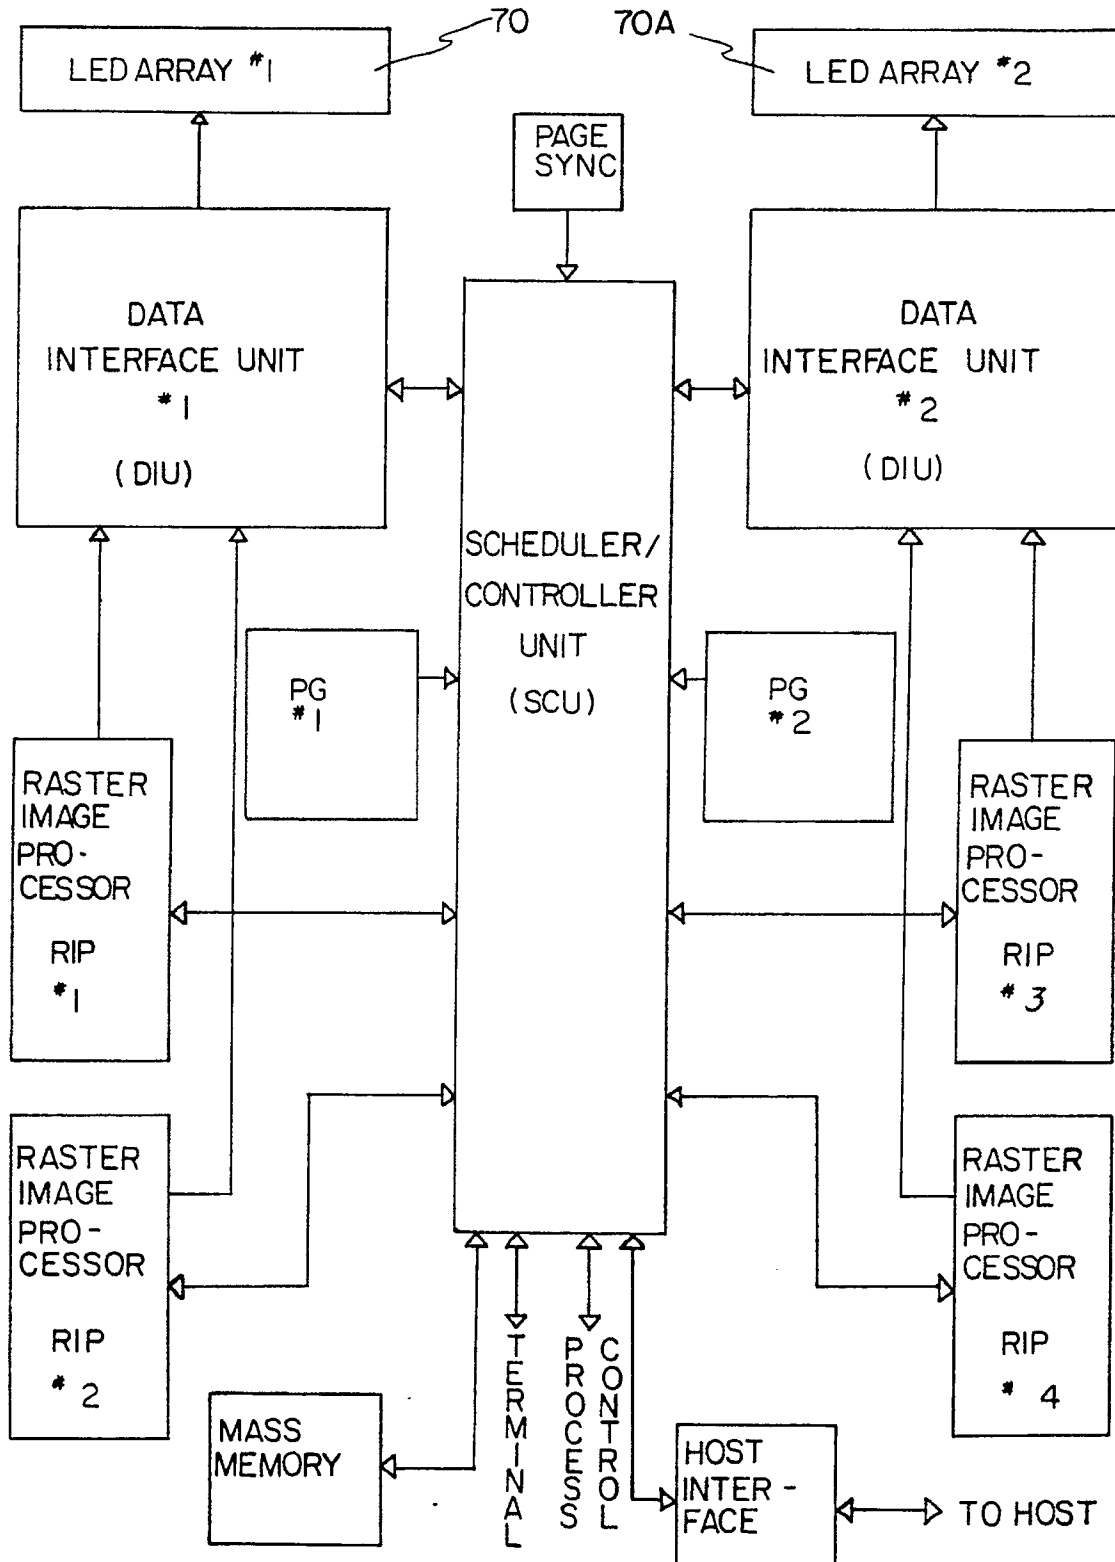 70
70A
LED ARRAY #1
LED ARRAY #2
PAGE
SYNC
DATA
INTERFACE UNIT
#1
(DIU)
DATA
INTERFACE UNIT
#2
(DIU)
SCHEDULER/
CONTROLLER
UNIT
(SCU)
PG
#1
PG
#2
RASTER
IMAGE
PRO-
CESSOR
RIP
#1
RASTER
IMAGE
PRO-
CESSOR
RIP
#3
RASTER
IMAGE
PRO-
CESSOR
RIP
#2
RASTER
IMAGE
PRO-
CESSOR
RIP
#4
MASS
MEMORY
TERMINAL
PROCESS
CONTROL
HOST
INTER-
FACE
TO HOST